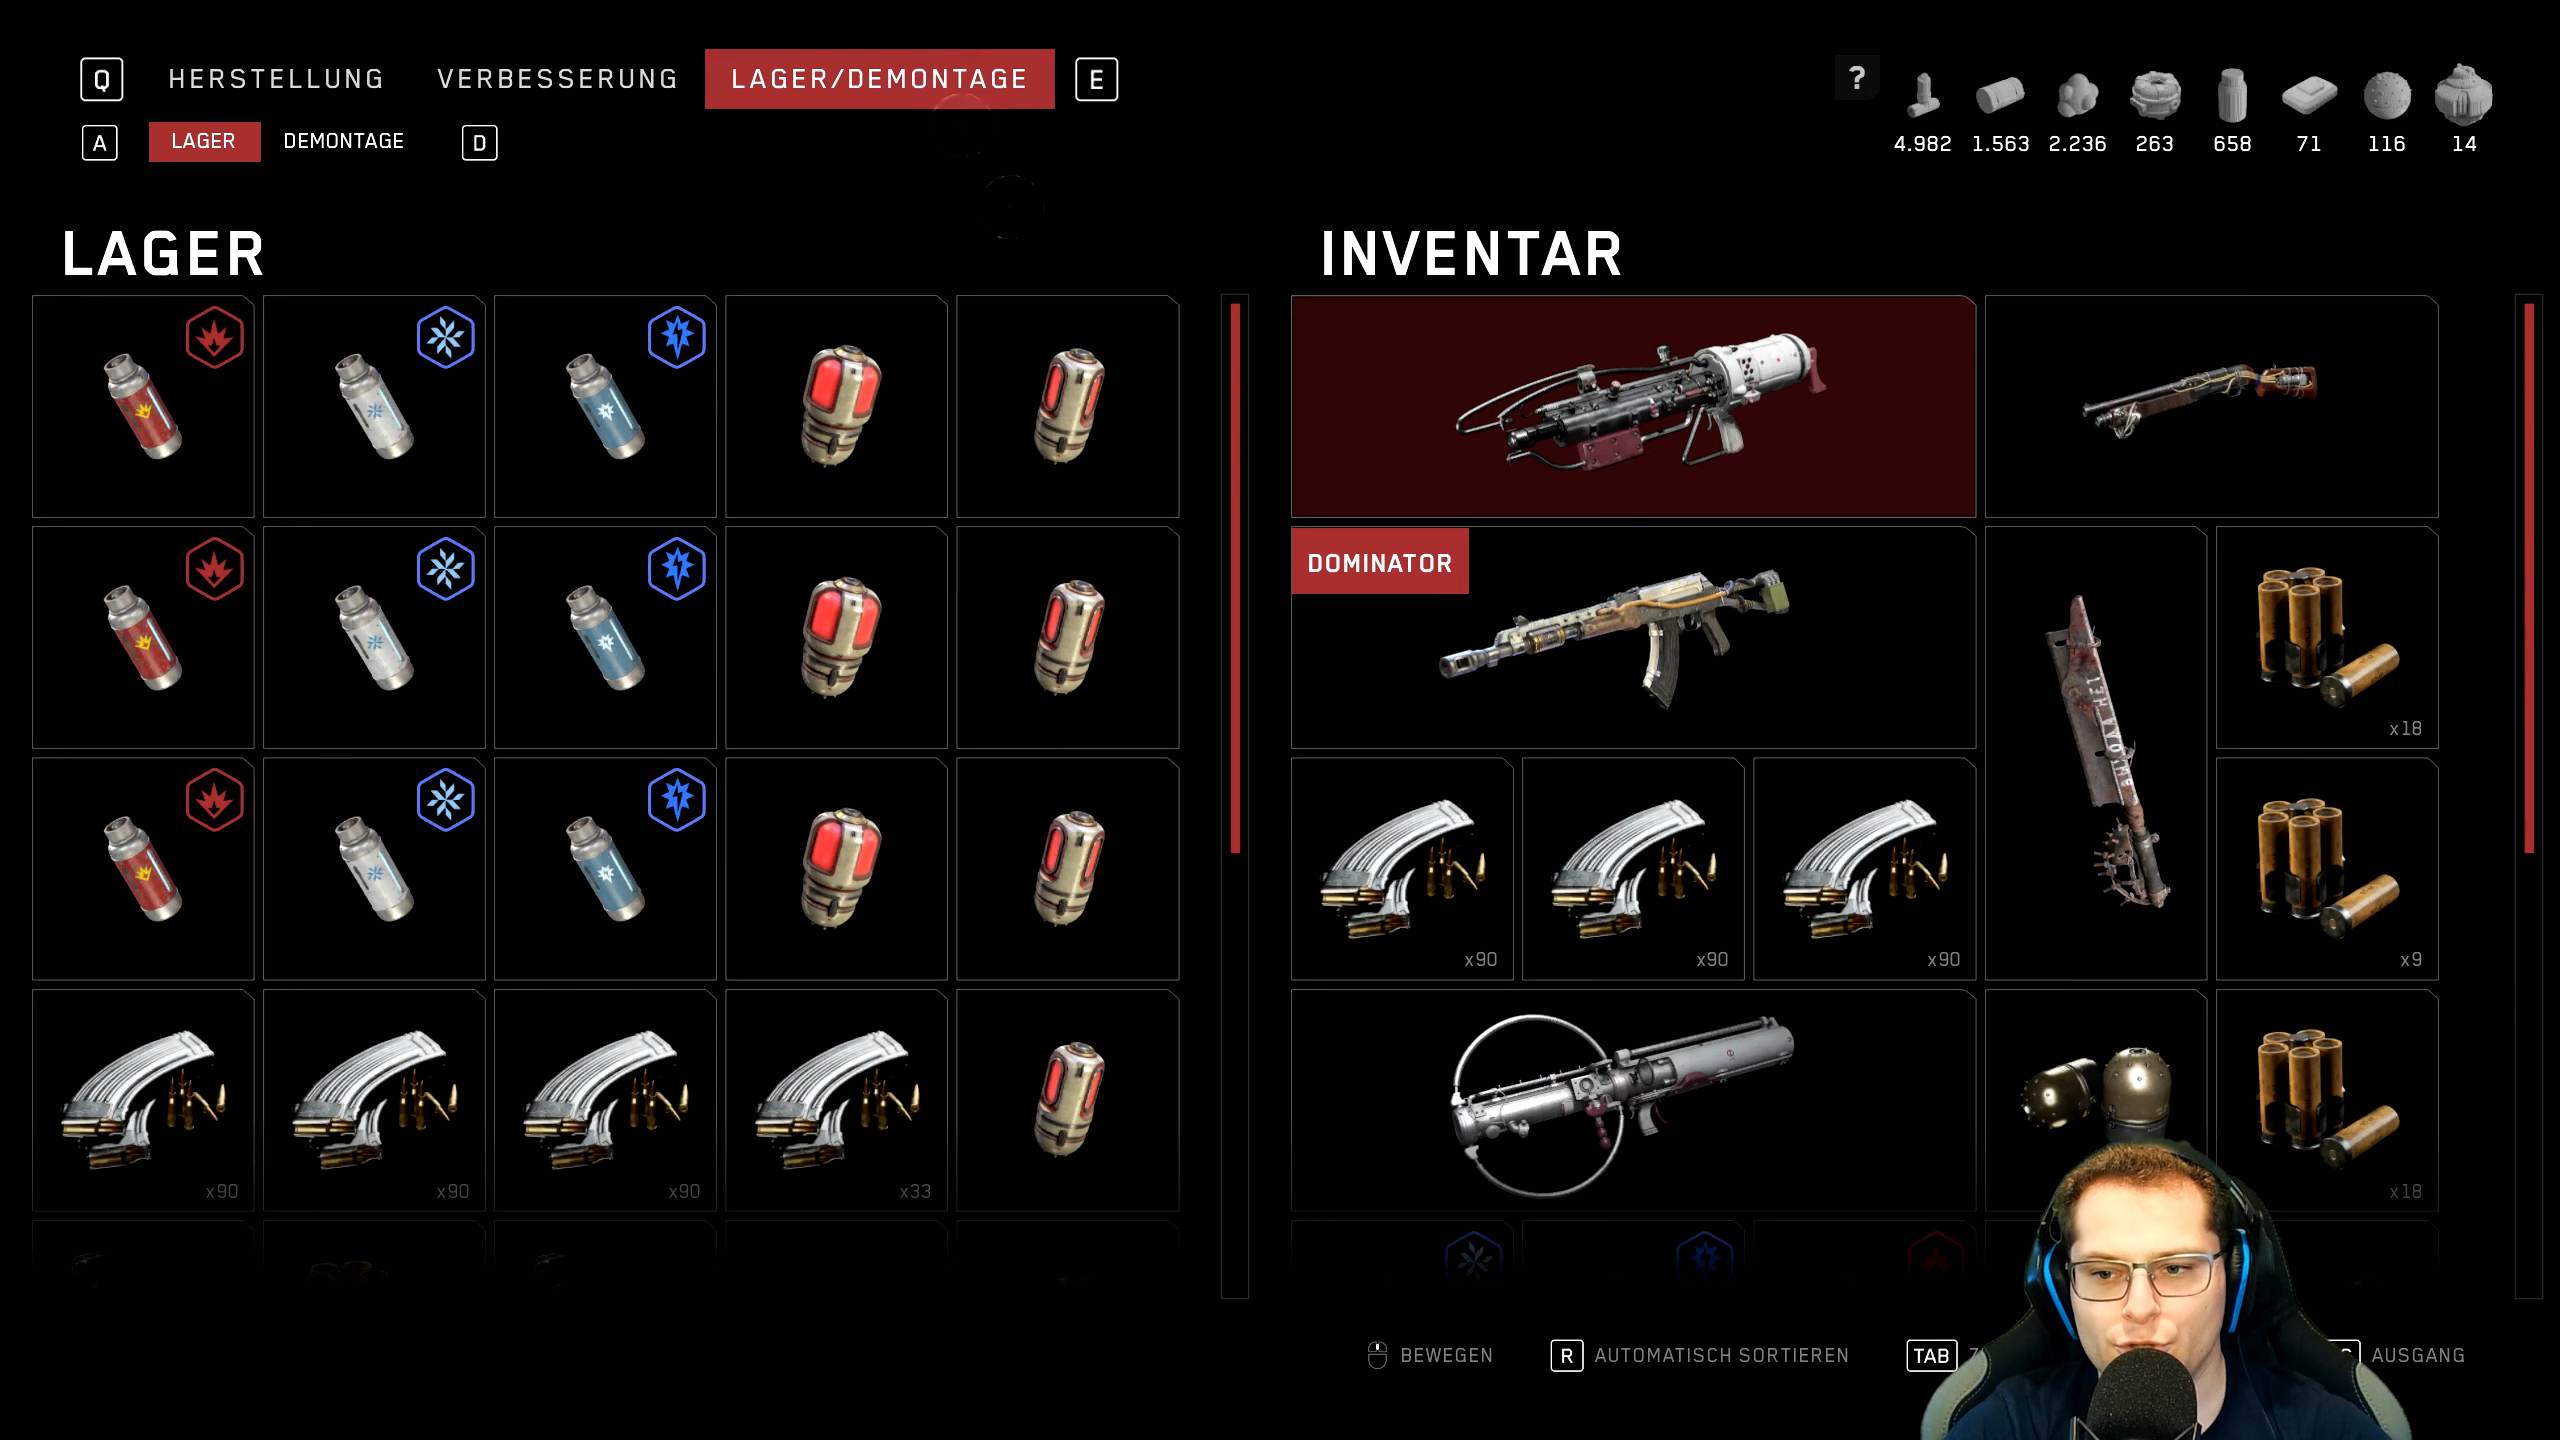 Q HERSTELLUNG VERBESSERUNG LAGER/DEMONTAGE E
?
4.982 1.563 2.236 263 658 71 116 14
A LAGER DEMONTAGE D
LAGER
INVENTAR
DOMINATOR
x18
x90 x90 x90 x9
x90 x90 x90 x33 x18
BEWEGEN R AUTOMATISCH SORTIEREN TAB AUSGANG